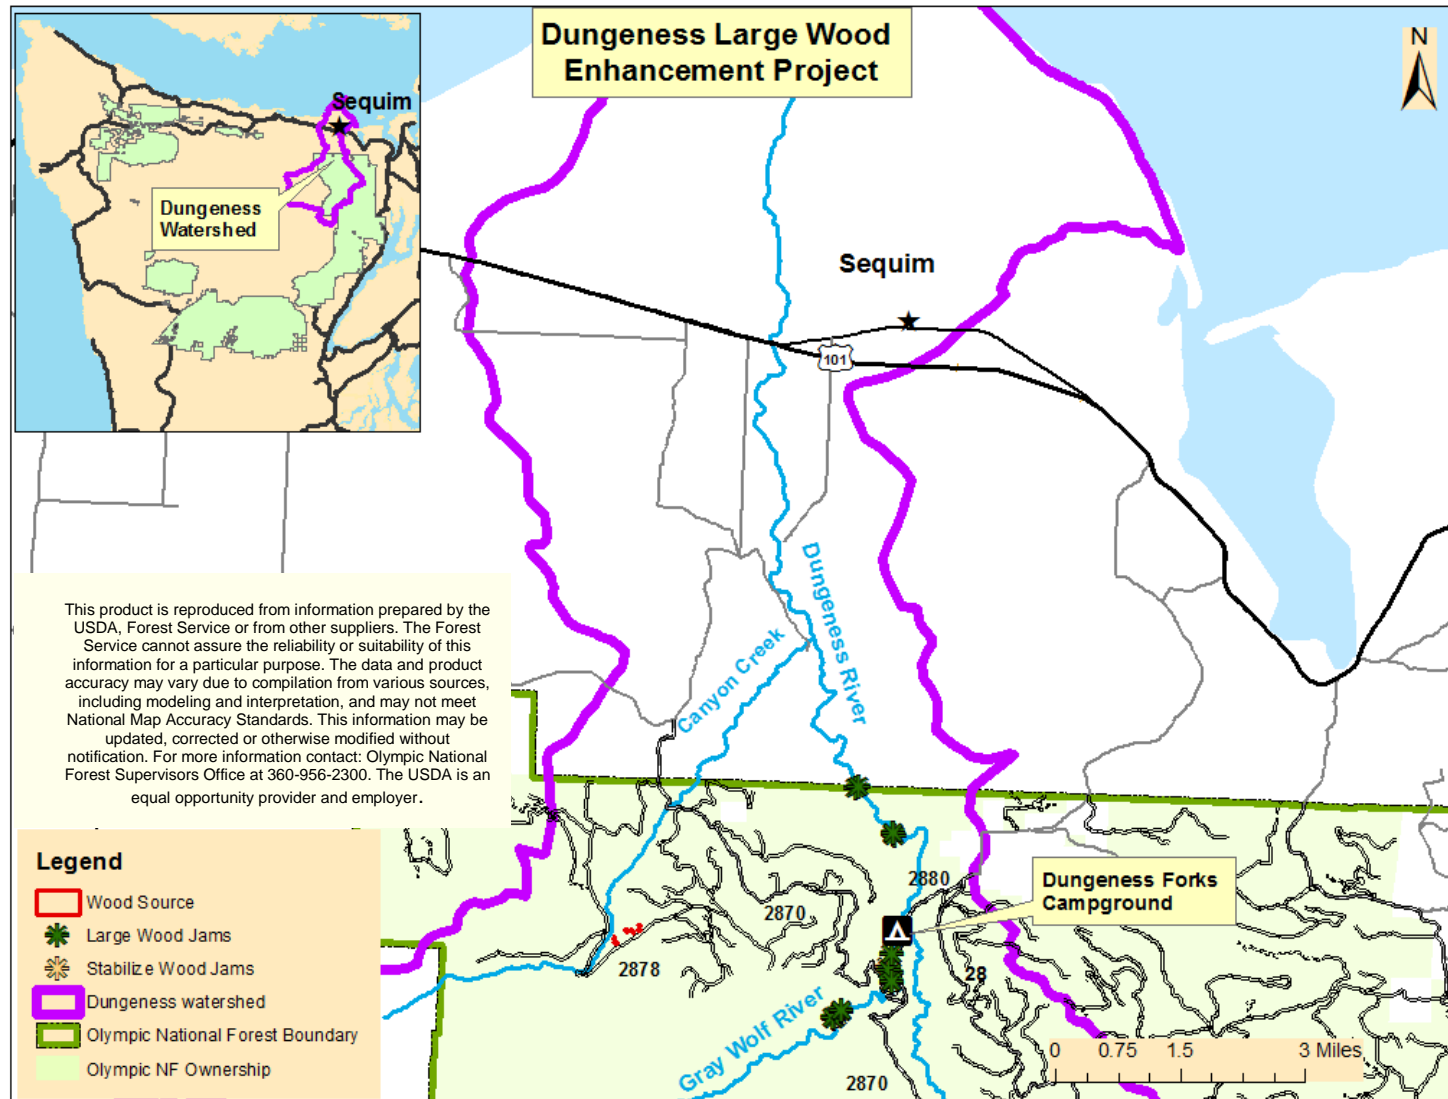 Dungeness Large Wood
Enhancement Project
N
Sequim
Dungeness
Watershed
Sequim
101
Dungeness River
Canyon Creek
This product is reproduced from information prepared by the
USDA, Forest Service or from other suppliers. The Forest
Service cannot assure the reliability or suitability of this
information for a particular purpose. The data and product
accuracy may vary due to compilation from various sources,
including modeling and interpretation, and may not meet
National Map Accuracy Standards. This information may be
updated, corrected or otherwise modified without
notification. For more information contact: Olympic National
Forest Supervisors Office at 360-956-2300. The USDA is an
equal opportunity provider and employer.
Legend
Wood Source
Large Wood Jams
Stabilize Wood Jams
Dungeness watershed
Olympic National Forest Boundary
Olympic NF Ownership
2880
Dungeness Forks
Campground
2870
2878
28
Gray Wolf River
0 0.75 1.5 3 Miles
2870